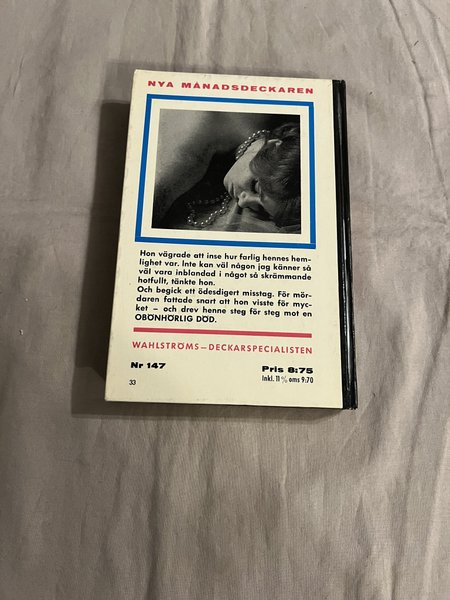 NYA MÅNADSDECKAREN
Hon vägrade att inse hur farlig hennes hem-
lighet var. Inte kan väl någon jag känner så
väl vara inblandad i något så skrämmande
hotfullt, tänkte hon.
Och begick ett ödesdigert misstag. För mör-
daren fattade snart att hon visste för myc-
ket — och drev henne steg för steg mot en
OBÖNHÖRLIG DÖD.
WAHLSTRÖMS—DECKARSPECIALISTEN
Nr 147 Pris 8:75
Inkl. 11 % oms 9:70
33